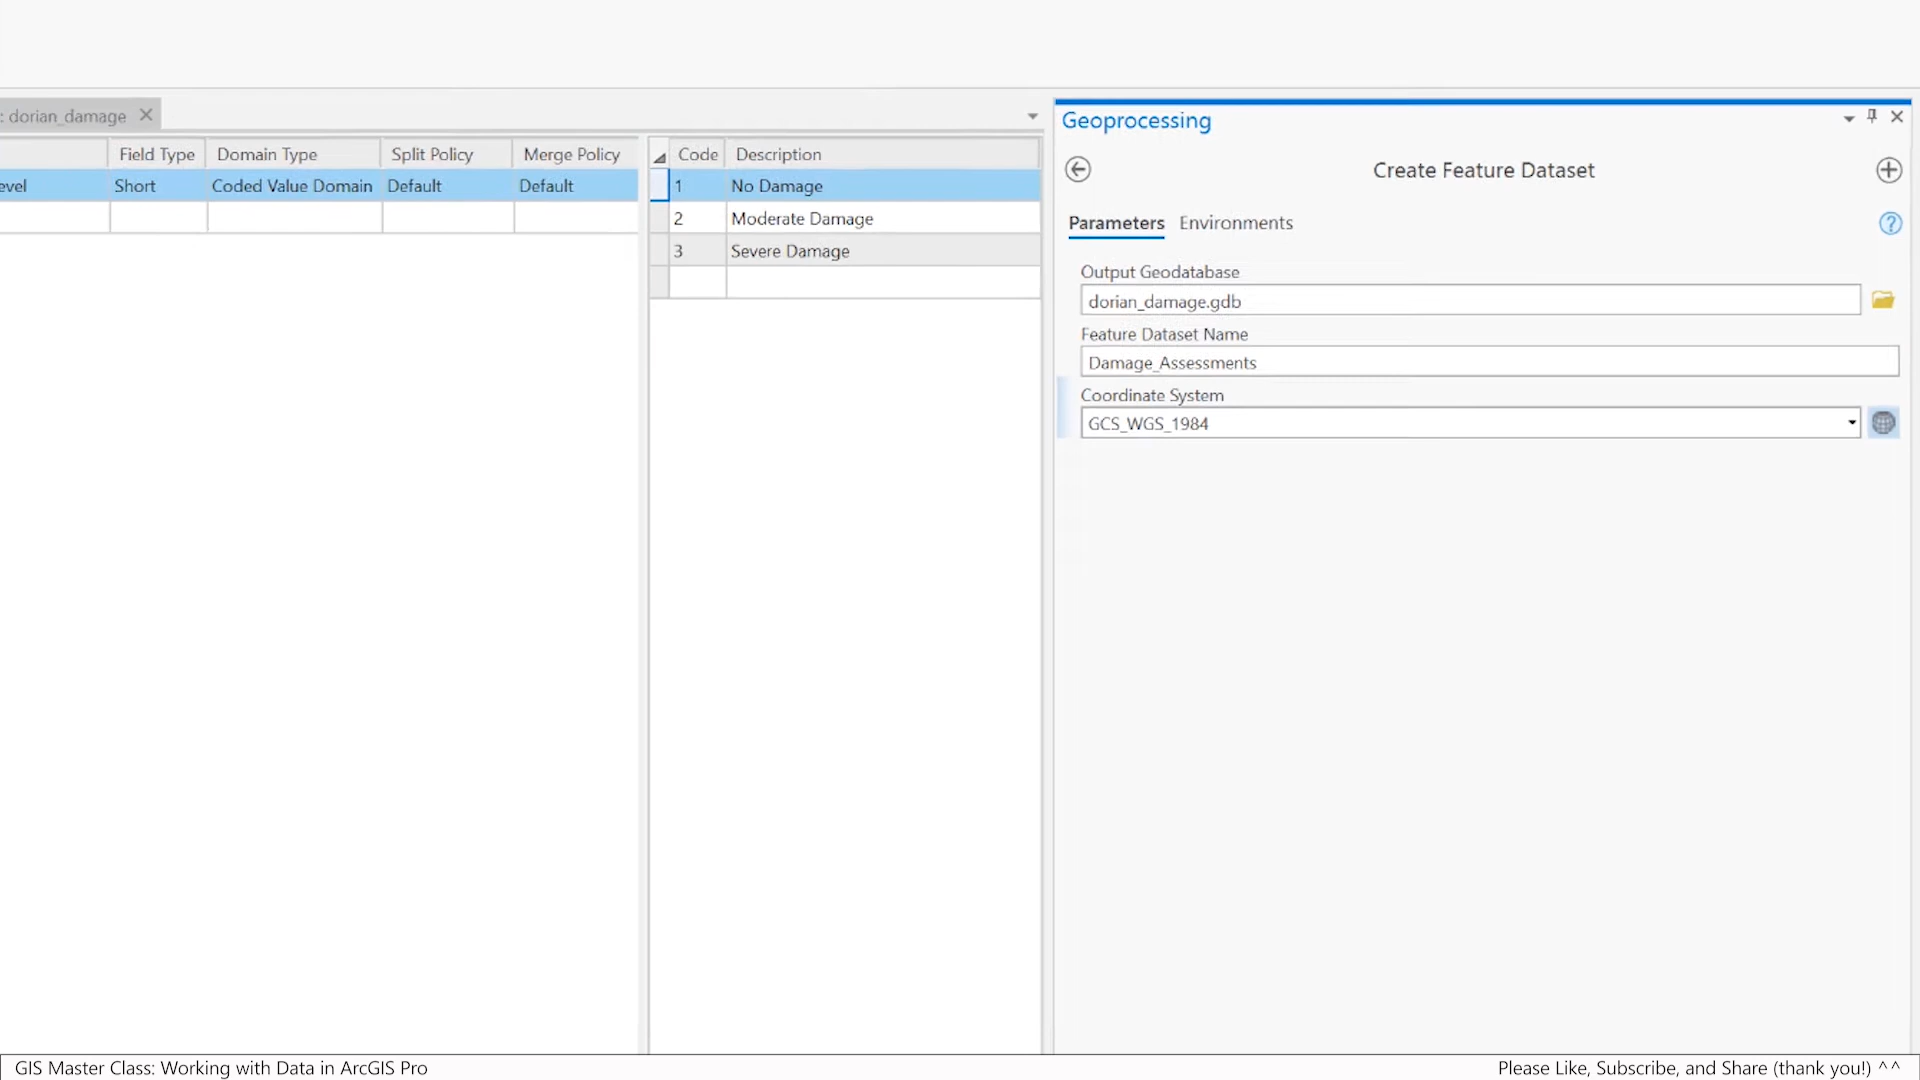 : dorian_damage
Field Type Domain Type Split Policy Merge Policy
evel Short Coded Value Domain Default Default
Code Description
1 No Damage
2 Moderate Damage
3 Severe Damage
Geoprocessing
Create Feature Dataset
Parameters Environments
Output Geodatabase
dorian_damage.gdb
Feature Dataset Name
Damage_Assessments
Coordinate System
GCS_WGS_1984
GIS Master Class: Working with Data in ArcGIS Pro
Please Like, Subscribe, and Share (thank you!) ^^